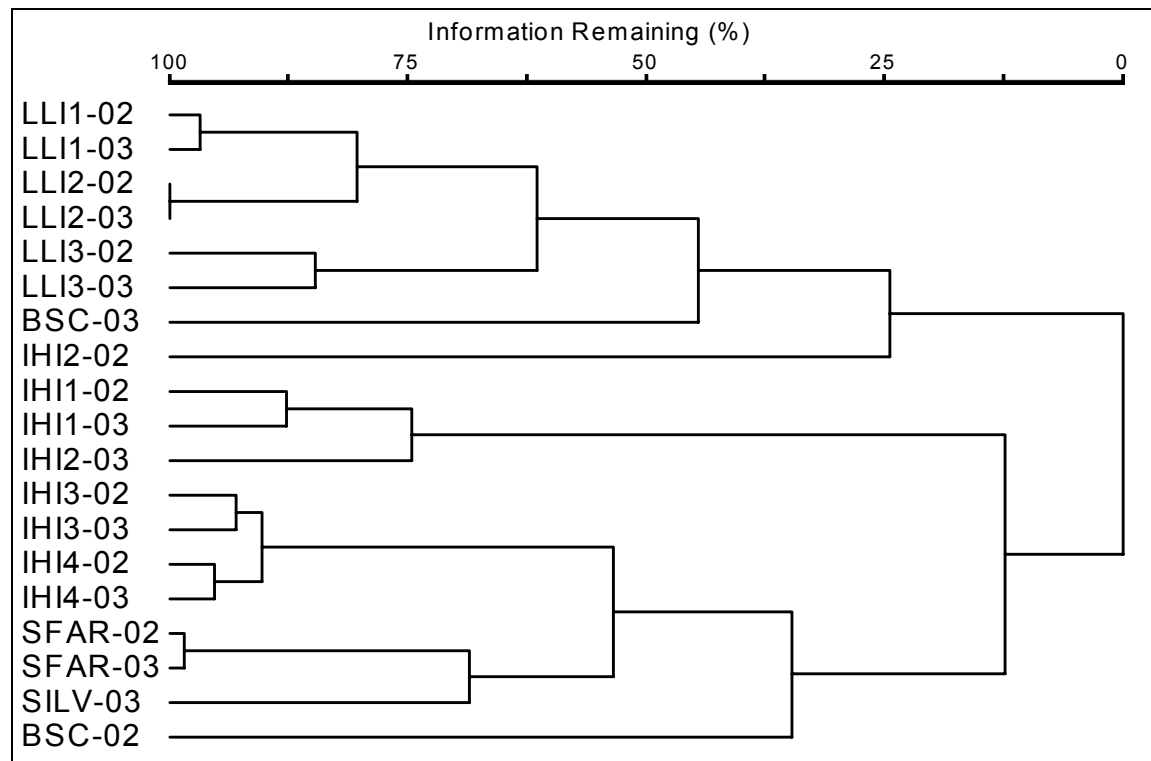 Information Remaining (%)
100 75 50 25 0
LLI1-02
LLI1-03
LLI2-02
LLI2-03
LLI3-02
LLI3-03
BSC-03
IHI2-02
IHI1-02
IHI1-03
IHI2-03
IHI3-02
IHI3-03
IHI4-02
IHI4-03
SFAR-02
SFAR-03
SILV-03
BSC-02